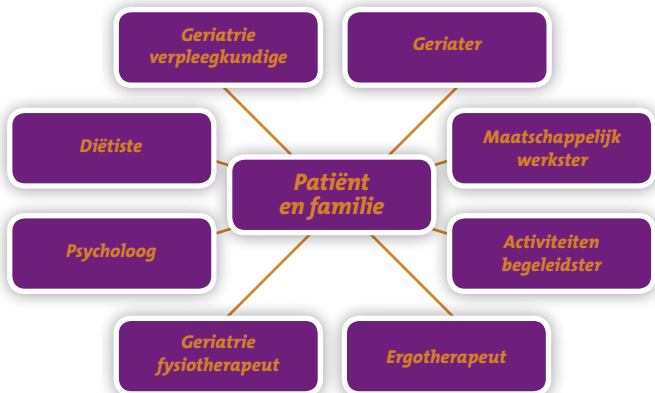 Geriatrie
verpleegkundige
Geriater
Diëtiste
Maatschappelijk
werkster
Patiënt
en familie
Psycholoog
Activiteiten
begeleidster
Geriatrie
fysiotherapeut
Ergotherapeut